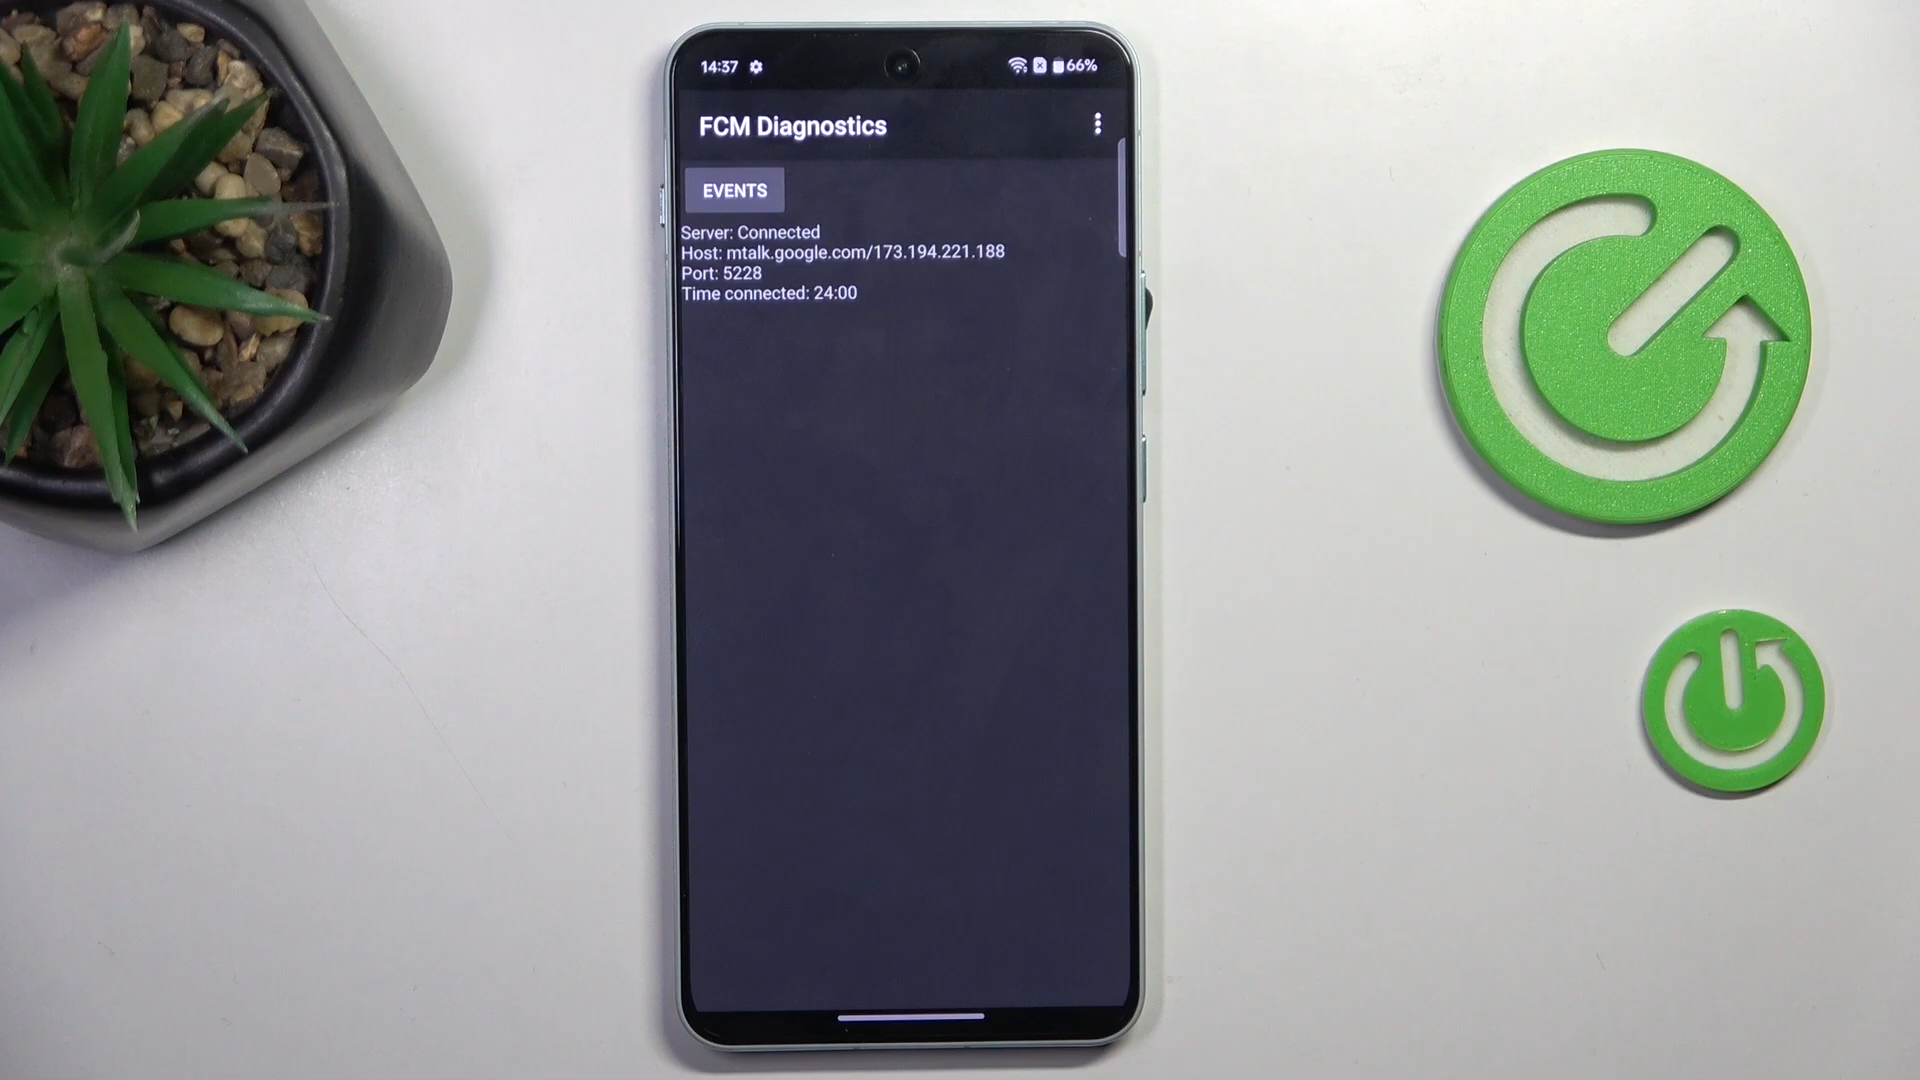 14:37 66%
FCM Diagnostics
EVENTS
Server: Connected
Host: mtalk.google.com/173.194.221.188
Port: 5228
Time connected: 24:00